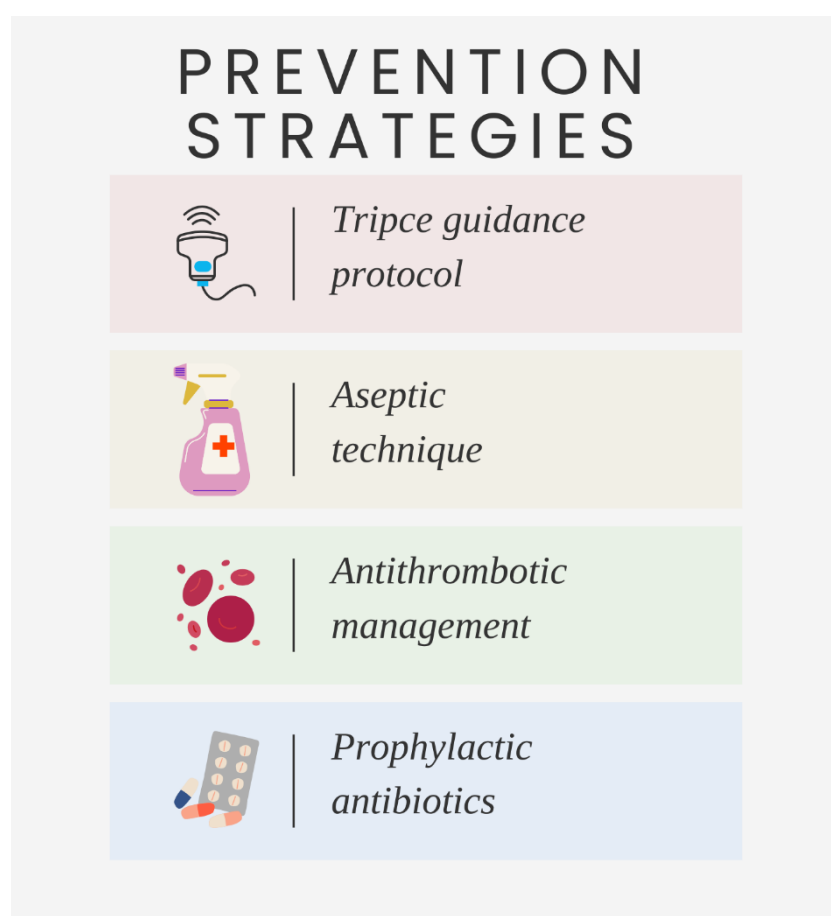 PREVENTION
STRATEGIES
Tripce guidance
protocol
Aseptic
technique
Antithrombotic
management
Prophylactic
antibiotics